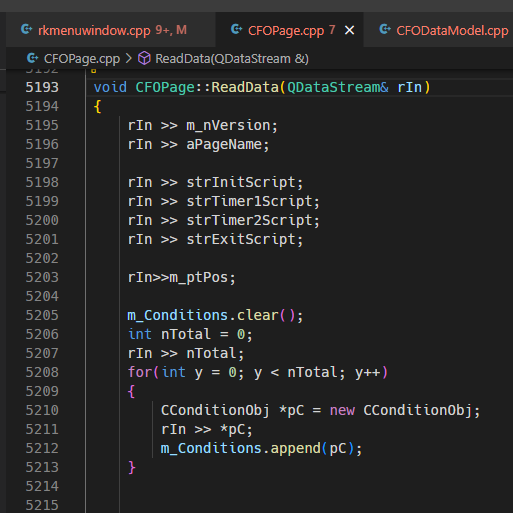 rkmenuwindow.cpp 9+, M CFOPage.cpp 7 CFODataModel.cpp
CFOPage.cpp > ReadData(QDataStream &)
5192
5193 void CFOPage::ReadData(QDataStream& rIn)
5194 {
5195 rIn >> m_nVersion;
5196 rIn >> aPageName;
5197
5198 rIn >> strInitScript;
5199 rIn >> strTimer1Script;
5200 rIn >> strTimer2Script;
5201 rIn >> strExitScript;
5202
5203 rIn>>m_ptPos;
5204
5205 m_Conditions.clear();
5206 int nTotal = 0;
5207 rIn >> nTotal;
5208 for(int y = 0; y < nTotal; y++)
5209 {
5210 CConditionObj *pC = new CConditionObj;
5211 rIn >> *pC;
5212 m_Conditions.append(pC);
5213 }
5214
5215